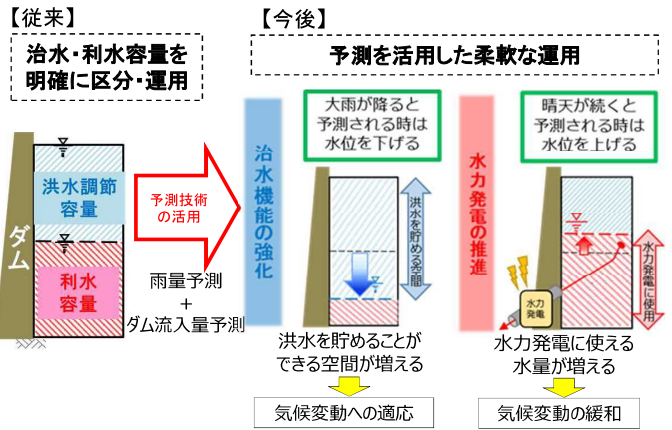 【従来】
治水・利水容量を
明確に区分・運用
洪水調節
容量
利水
容量
ダム
予測技術
の活用
雨量予測
+
ダム流入量予測
【今後】
予測を活用した柔軟な運用
治水機能の強化
大雨が降ると
予測される時は
水位を下げる
洪水を貯める空間
洪水を貯めることが
できる空間が増える
気候変動への適応
水力発電の推進
晴天が続くと
予測される時は
水位を上げる
水力
発電
水力発電に使用
水力発電に使える
水量が増える
気候変動の緩和